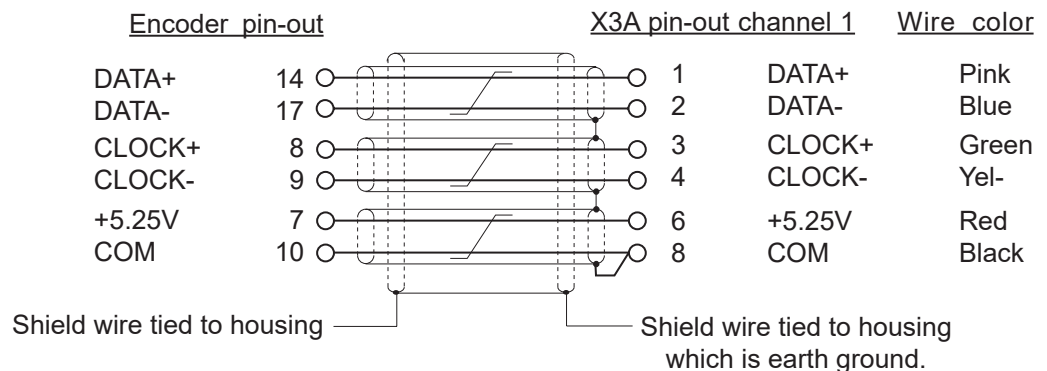 Encoder pin-out X3A pin-out channel 1 Wire color
DATA+ 14 1 DATA+ Pink
DATA- 17 2 DATA- Blue
CLOCK+ 8 3 CLOCK+ Green
CLOCK- 9 4 CLOCK- Yel-
+5.25V 7 6 +5.25V Red
COM 10 8 COM Black
Shield wire tied to housing Shield wire tied to housing
which is earth ground.